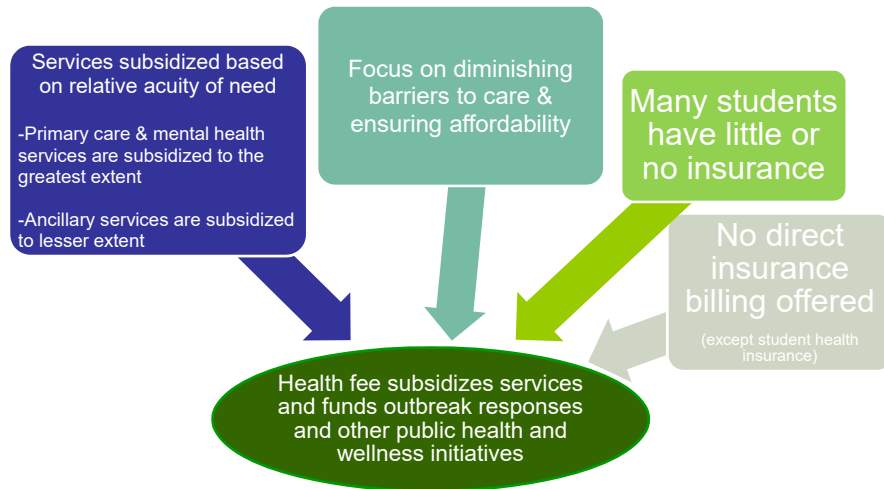 Services subsidized based
on relative acuity of need
-Primary care & mental health
services are subsidized to the
greatest extent
-Ancillary services are subsidized
to lesser extent
Focus on diminishing
barriers to care &
ensuring affordability
Many students
have little or
no insurance
No direct
insurance
billing offered
(except student health
insurance)
Health fee subsidizes services
and funds outbreak responses
and other public health and
wellness initiatives